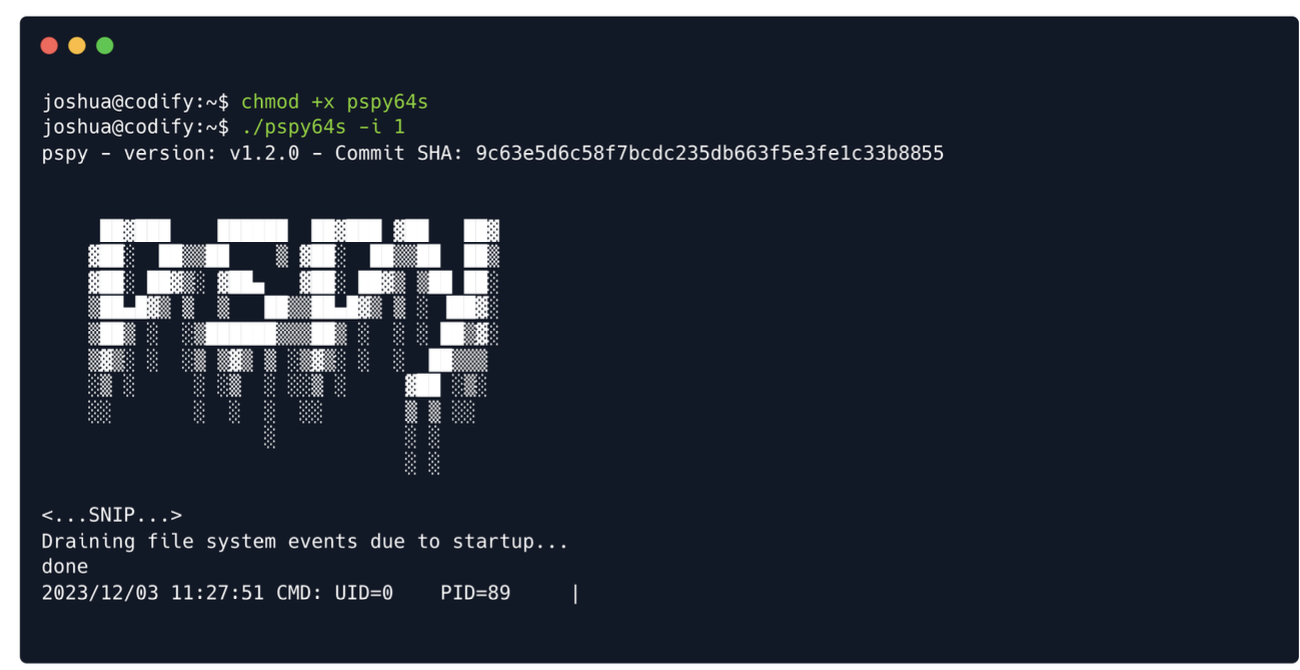 joshua@codify:~$ chmod +x pspy64s
joshua@codify:~$ ./pspy64s -i 1
pspy - version: v1.2.0 - Commit SHA: 9c63e5d6c58f7bcdc235db663f5e3fe1c33b8855
<...SNIP...>
Draining file system events due to startup...
done
2023/12/03 11:27:51 CMD: UID=0    PID=89     |